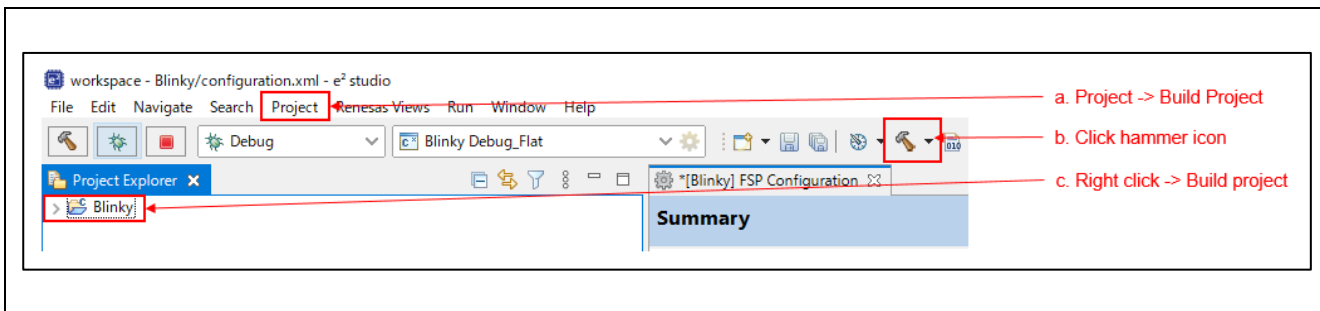 workspace - Blinky/configuration.xml - e² studio
File Edit Navigate Search Project Renesas Views Run Window Help
a. Project -> Build Project
Debug
Blinky Debug_Flat
010
b. Click hammer icon
Project Explorer
*[Blinky] FSP Configuration
c. Right click -> Build project
Blinky
Summary